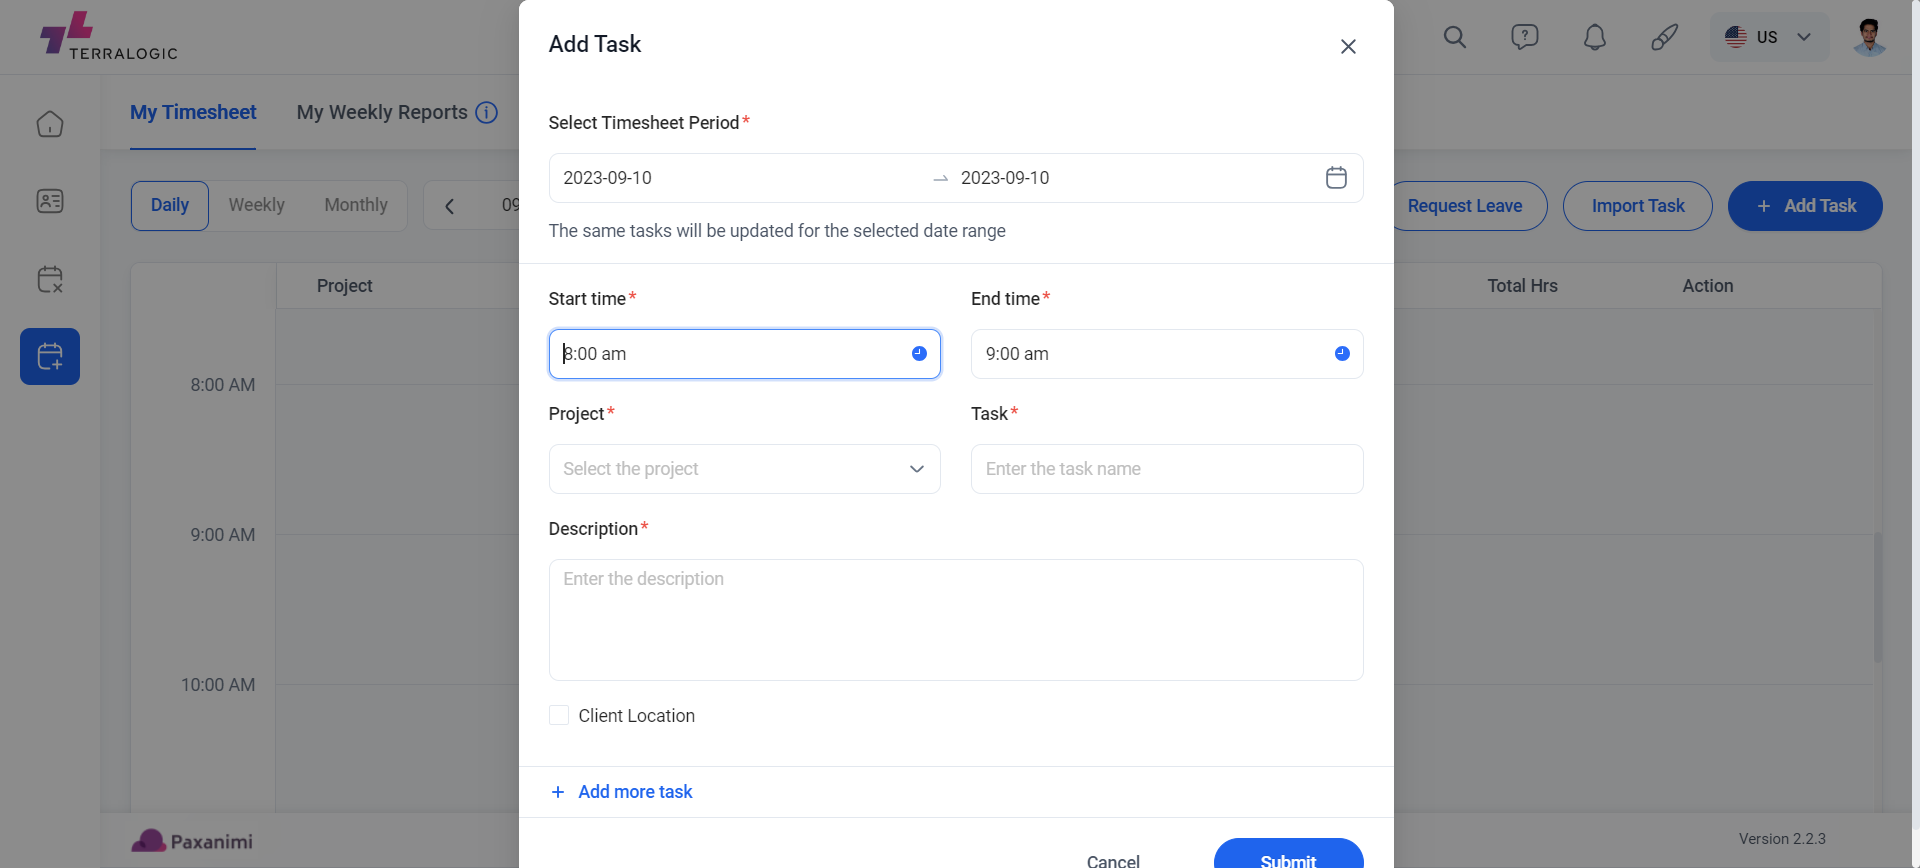 TERRALOGIC
US
My Timesheet
My Weekly Reports
Daily
Weekly
Monthly
09
Request Leave
Import Task
+ Add Task
Project
Total Hrs
Action
8:00 AM
9:00 AM
10:00 AM
Add Task
Select Timesheet Period*
2023-09-10 → 2023-09-10
The same tasks will be updated for the selected date range
Start time*
End time*
8:00 am
9:00 am
Project*
Task*
Select the project
Enter the task name
Description*
Enter the description
Client Location
+ Add more task
Cancel
Submit
Paxanimi
Version 2.2.3